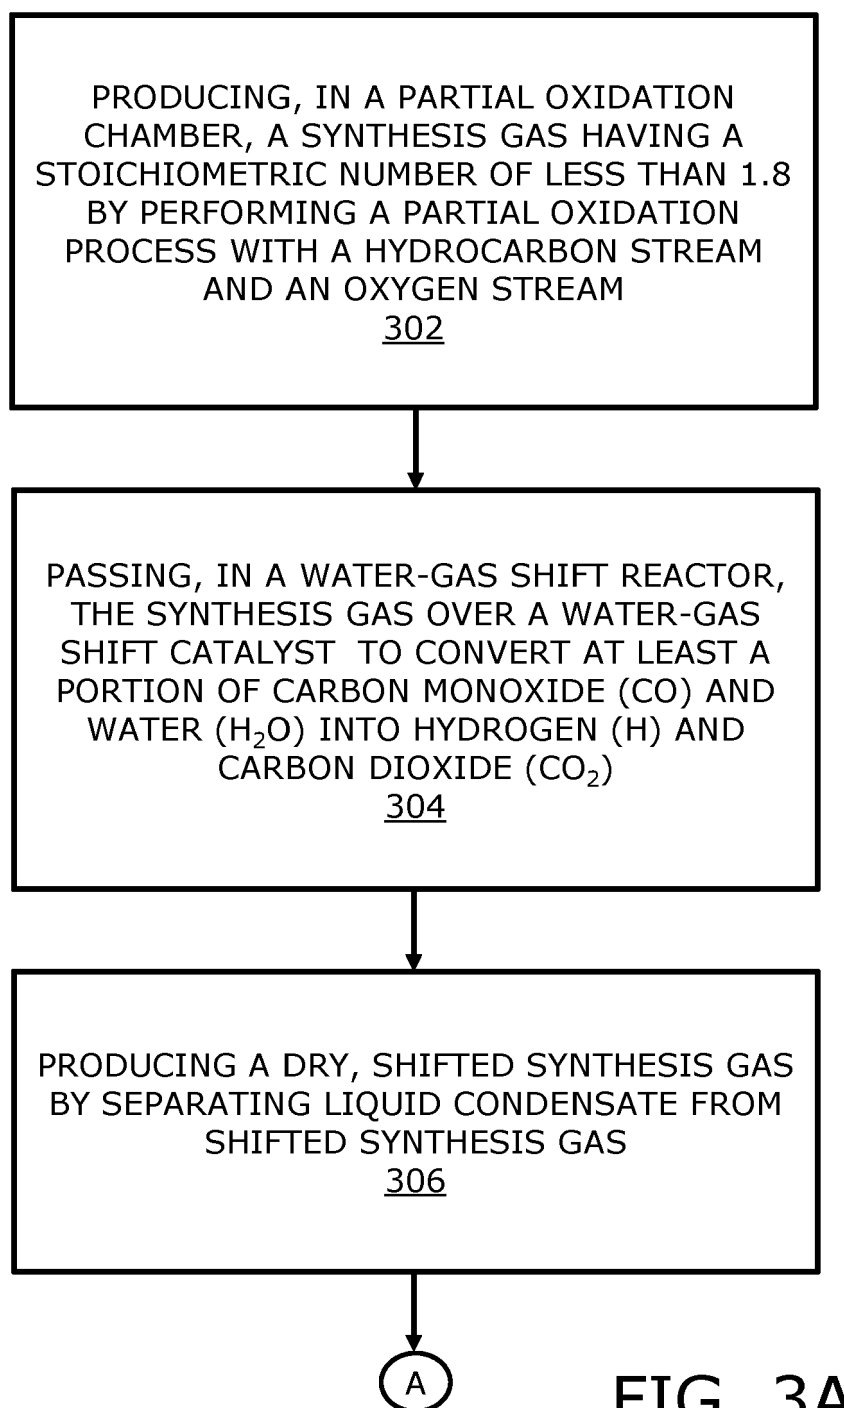 PRODUCING, IN A PARTIAL OXIDATION
CHAMBER, A SYNTHESIS GAS HAVING A
STOICHIOMETRIC NUMBER OF LESS THAN 1.8
BY PERFORMING A PARTIAL OXIDATION
PROCESS WITH A HYDROCARBON STREAM
AND AN OXYGEN STREAM
302
PASSING, IN A WATER-GAS SHIFT REACTOR,
THE SYNTHESIS GAS OVER A WATER-GAS
SHIFT CATALYST TO CONVERT AT LEAST A
PORTION OF CARBON MONOXIDE (CO) AND
WATER (H₂O) INTO HYDROGEN (H) AND
CARBON DIOXIDE (CO₂)
304
PRODUCING A DRY, SHIFTED SYNTHESIS GAS
BY SEPARATING LIQUID CONDENSATE FROM
SHIFTED SYNTHESIS GAS
306
A
FIG. 3A